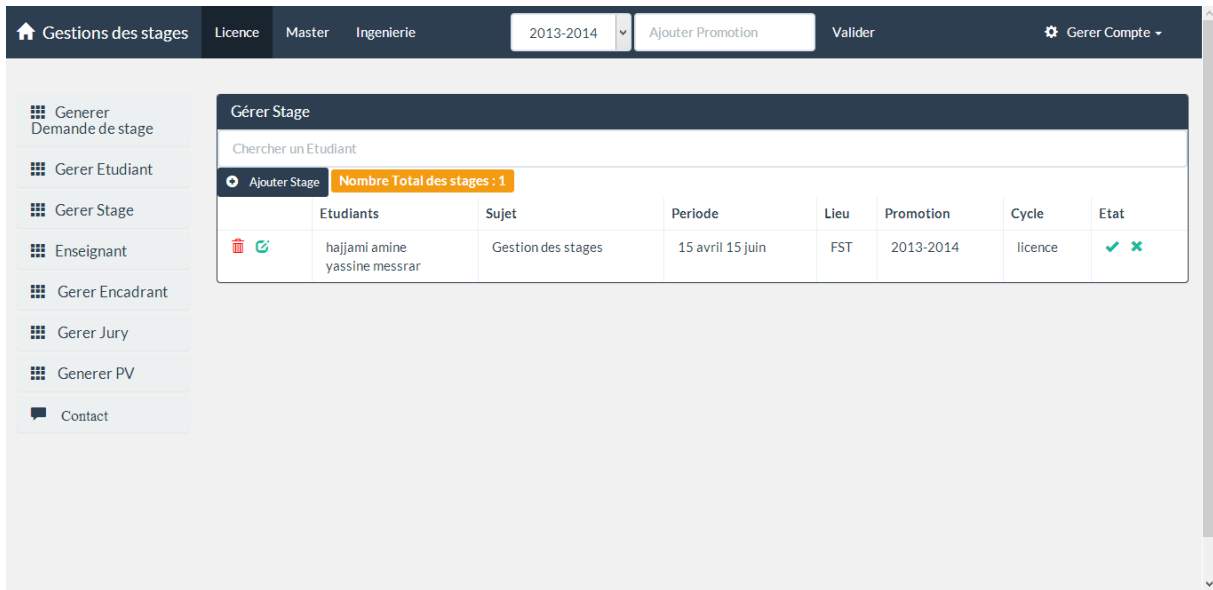 Gestions des stages Licence Master Ingenierie 2013-2014 Ajouter Promotion Valider Gerer Compte
Generer
Demande de stage
Gerer Etudiant
Gerer Stage
Enseignant
Gerer Encadrant
Gerer Jury
Generer PV
Contact
Gérer Stage
Chercher un Etudiant
Ajouter Stage Nombre Total des stages : 1
Etudiants Sujet Periode Lieu Promotion Cycle Etat
hajjami amine Gestion des stages 15 avril 15 juin FST 2013-2014 licence
yassine messrar